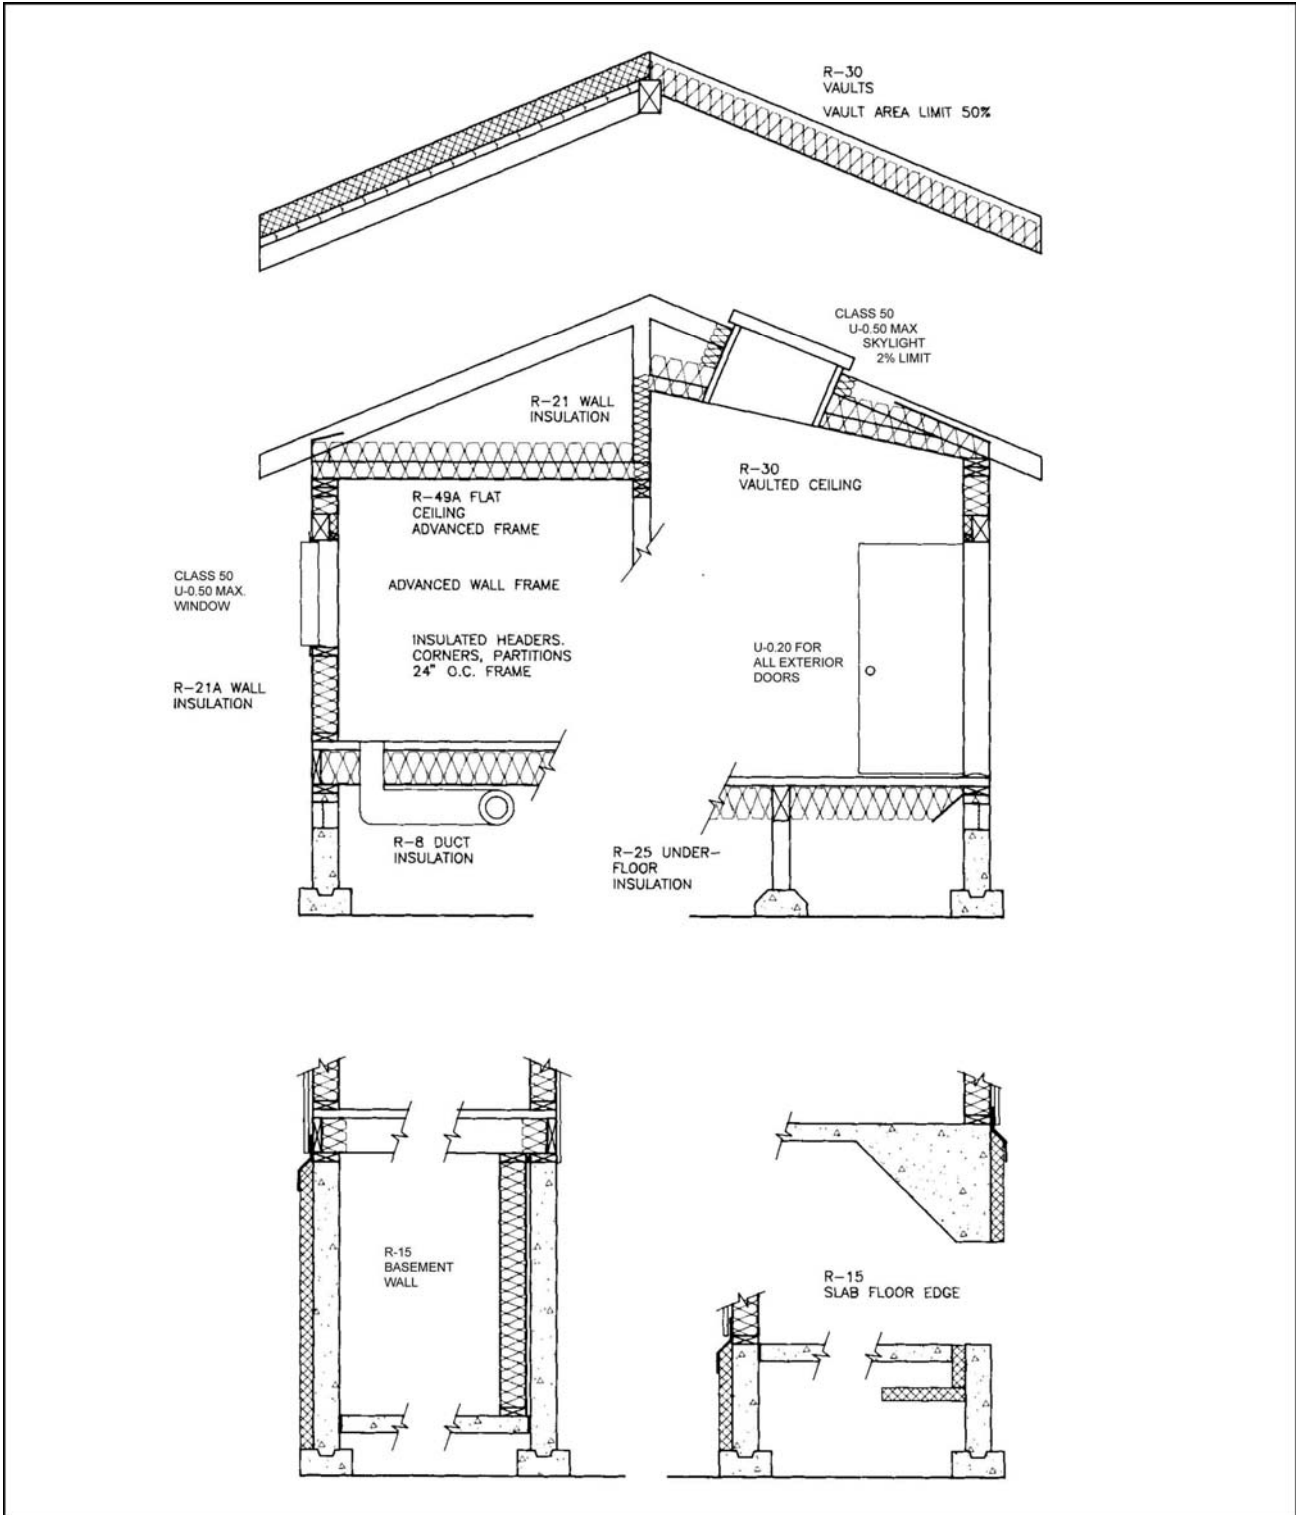 R-30
VAULTS
VAULT AREA LIMIT 50%
CLASS 50
U-0.50 MAX
SKYLIGHT
2% LIMIT
R-21 WALL
INSULATION
R-30
VAULTED CEILING
R-49A FLAT
CEILING
ADVANCED FRAME
CLASS 50
U-0.50 MAX.
WINDOW
ADVANCED WALL FRAME
INSULATED HEADERS.
CORNERS, PARTITIONS
24" O.C. FRAME
U-0.20 FOR
ALL EXTERIOR
DOORS
R-21A WALL
INSULATION
R-8 DUCT
INSULATION
R-25 UNDER-
FLOOR
INSULATION
R-15
BASEMENT
WALL
R-15
SLAB FLOOR EDGE